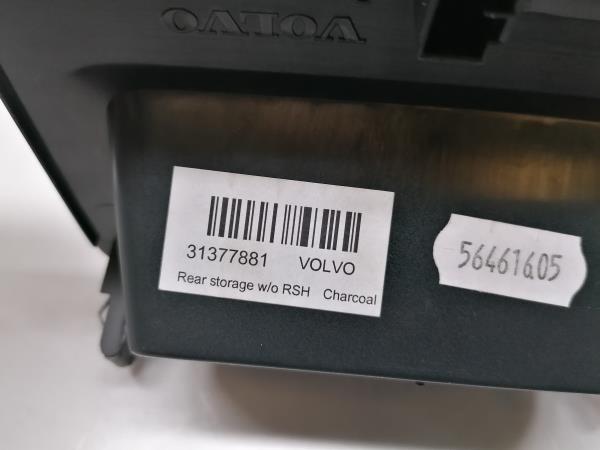 VOLVO
31377881 VOLVO
Rear storage w/o RSH Charcoal
56461605